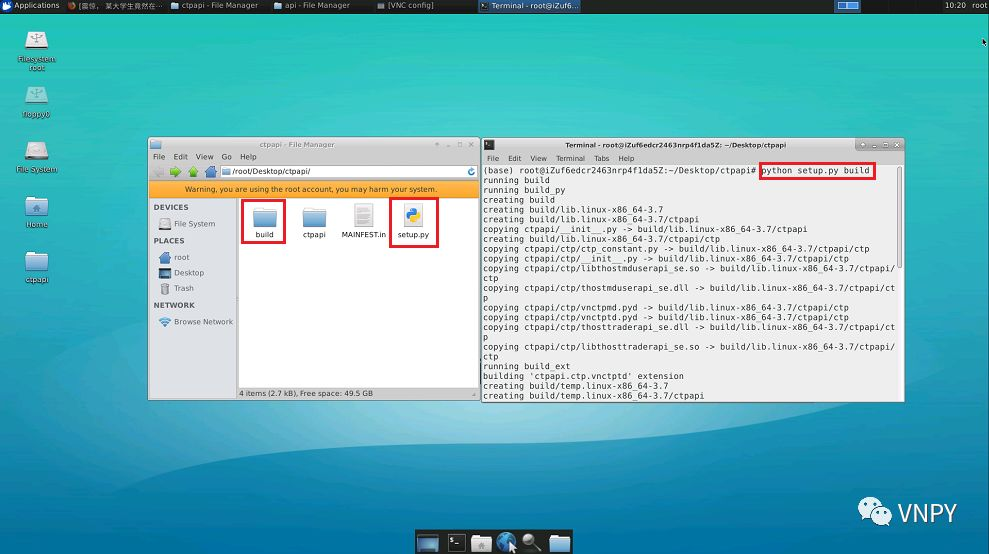 Applications
[震惊，某大学生竟然在⋯
ctpapi - File Manager
api - File Manager
[VNC config]
Terminal - root@iZuf6...
10:20
root
Filesystem
root
floppy0
File System
Home
ctpapi
ctpapi - File Manager
File Edit View Go Help
/root/Desktop/ctpapi/
Warning, you are using the root account, you may harm your system.
DEVICES
File System
PLACES
root
Desktop
Trash
NETWORK
Browse Network
build
ctpapi
MAINFEST.in
setup.py
4 items (2.7 kB), Free space: 49.5 GB
Terminal - root@iZuf6edcr2463nrp4f1da5Z: ~/Desktop/ctpapi
File Edit View Terminal Tabs Help
(base) root@iZuf6edcr2463nrp4f1da5Z:~/Desktop/ctpapi# python setup.py build
running build
running build_py
creating build
creating build/lib.linux-x86_64-3.7
creating build/lib.linux-x86_64-3.7/ctpapi
copying ctpapi/__init__.py -> build/lib.linux-x86_64-3.7/ctpapi
creating build/lib.linux-x86_64-3.7/ctpapi/ctp
copying ctpapi/ctp/ctp_constant.py -> build/lib.linux-x86_64-3.7/ctpapi/ctp
copying ctpapi/ctp/__init__.py -> build/lib.linux-x86_64-3.7/ctpapi/ctp
copying ctpapi/ctp/libthostmduserapi_se.so -> build/lib.linux-x86_64-3.7/ctpapi/
ctp
copying ctpapi/ctp/thostmduserapi_se.dll -> build/lib.linux-x86_64-3.7/ctpapi/ct
p
copying ctpapi/ctp/vnctpmd.pyd -> build/lib.linux-x86_64-3.7/ctpapi/ctp
copying ctpapi/ctp/vnctptd.pyd -> build/lib.linux-x86_64-3.7/ctpapi/ctp
copying ctpapi/ctp/thosttraderapi_se.dll -> build/lib.linux-x86_64-3.7/ctpapi/ct
p
copying ctpapi/ctp/libthosttraderapi_se.so -> build/lib.linux-x86_64-3.7/ctpapi/
ctp
running build_ext
building 'ctpapi.ctp.vnctptd' extension
creating build/temp.linux-x86_64-3.7
creating build/temp.linux-x86_64-3.7/ctpapi
VNPY